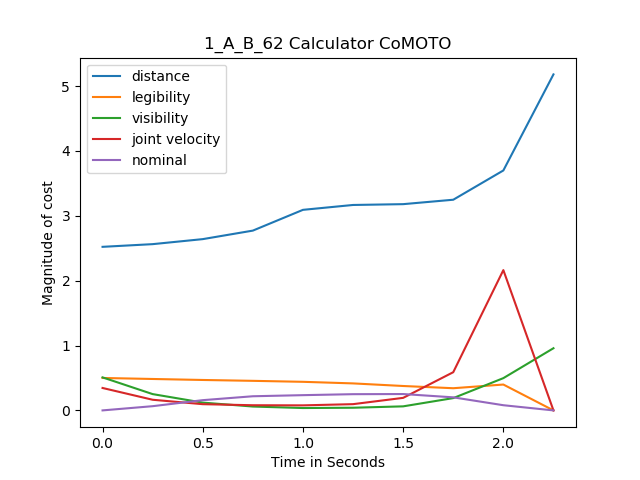 1_A_B_62 Calculator CoMOTO
distance
legibility
visibility
joint velocity
nominal
Magnitude of cost
5
4
3
2
1
0
0.0 0.5 1.0 1.5 2.0
Time in Seconds